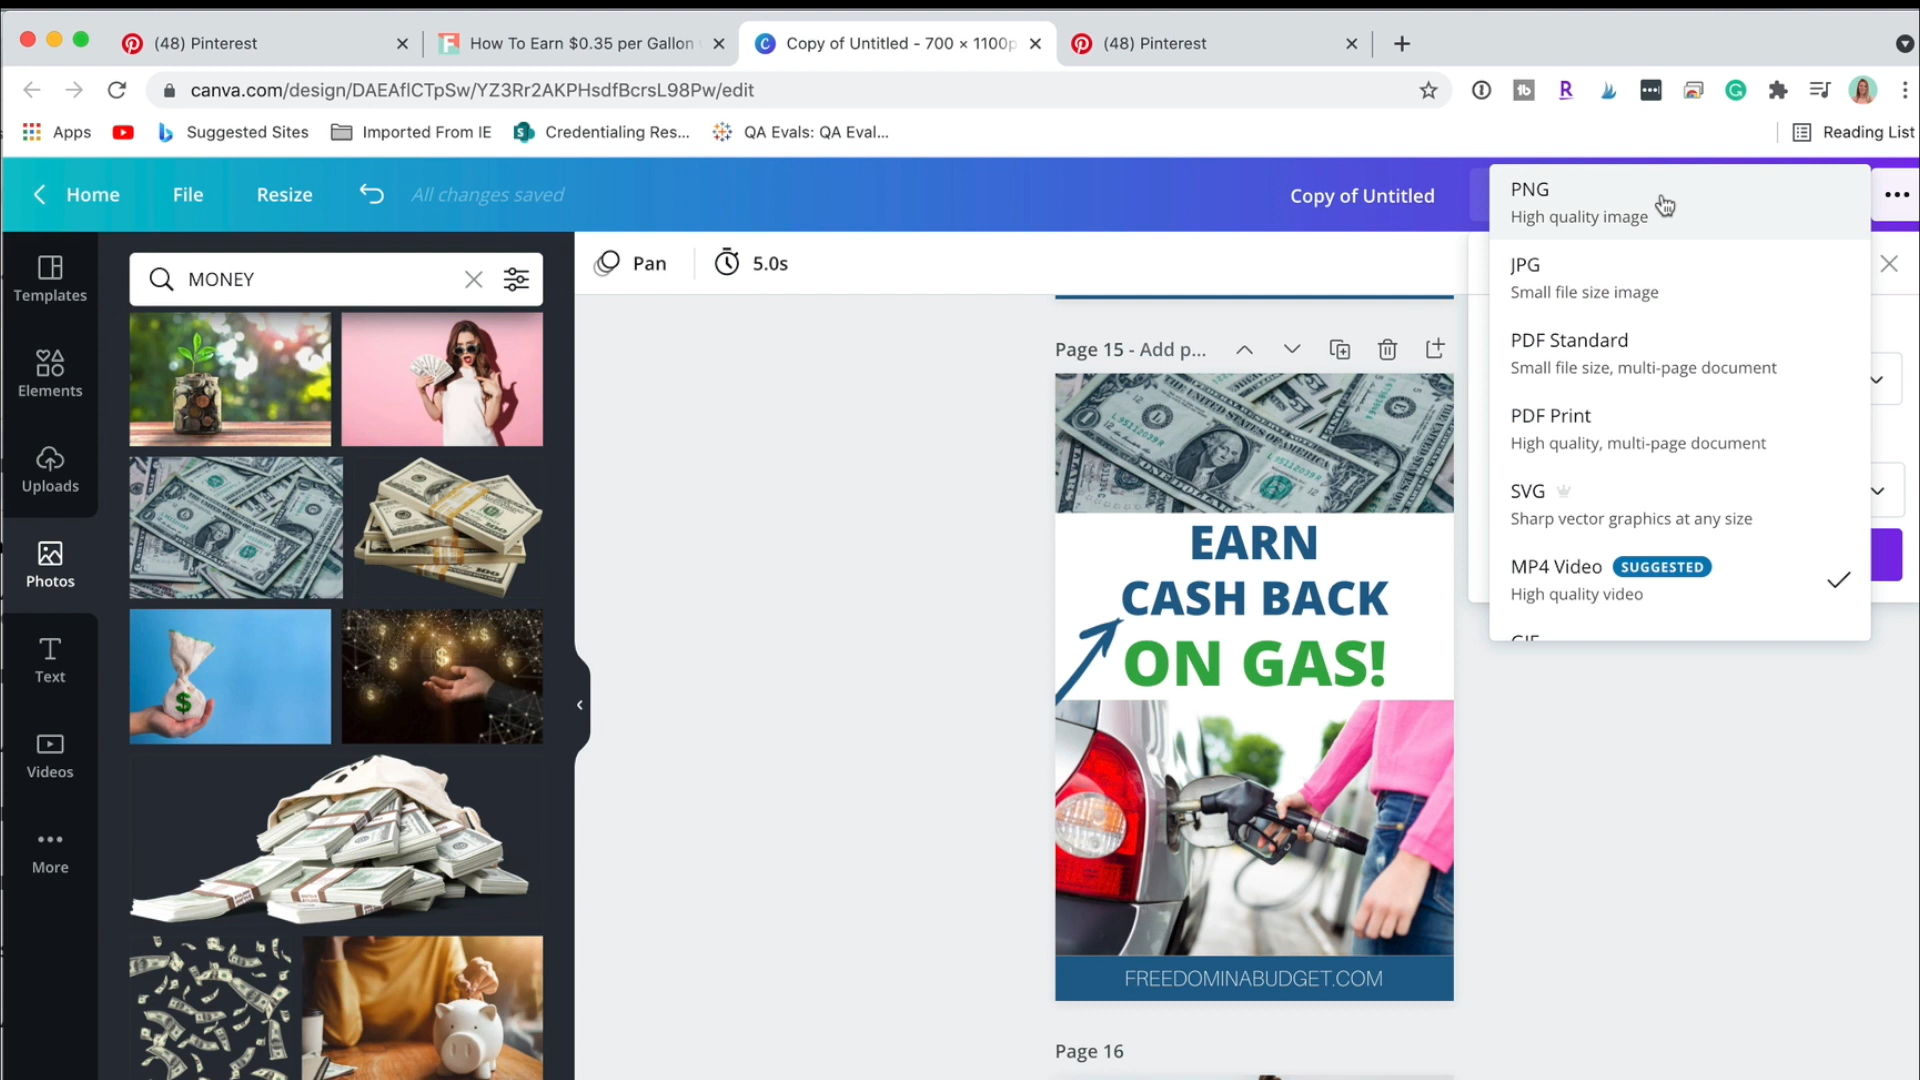 (48) Pinterest
How To Earn $0.35 per Gallon
Copy of Untitled - 700 × 1100p
(48) Pinterest
canva.com/design/DAEAflCTpSw/YZ3Rr2AKPHsdfBcrsL98Pw/edit
Apps
Suggested Sites
Imported From IE
Credentialing Res...
QA Evals: QA Eval...
Reading List
Home
File
Resize
All changes saved
Copy of Untitled
Templates
Elements
Uploads
Photos
Text
Videos
More
MONEY
Pan
5.0s
Page 15 - Add p...
EARN
CASH BACK
ON GAS!
FREEDOMINABUDGET.COM
Page 16
PNG
High quality image
JPG
Small file size image
PDF Standard
Small file size, multi-page document
PDF Print
High quality, multi-page document
SVG
Sharp vector graphics at any size
MP4 Video SUGGESTED
High quality video
GIF